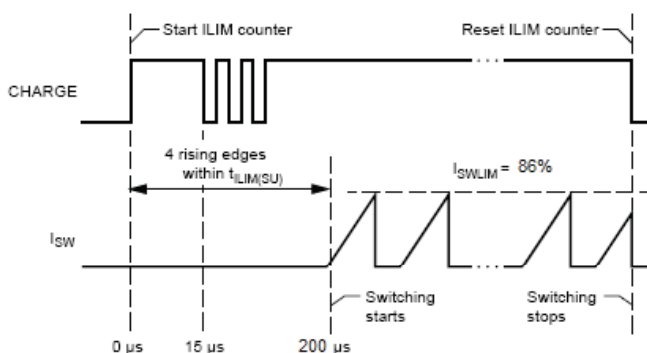 Start ILIM counter
Reset ILIM counter
CHARGE
4 rising edges
within tILIM(SU)
ISWLIM = 86%
ISW
Switching
starts
Switching
stops
0 µs
15 µs
200 µs